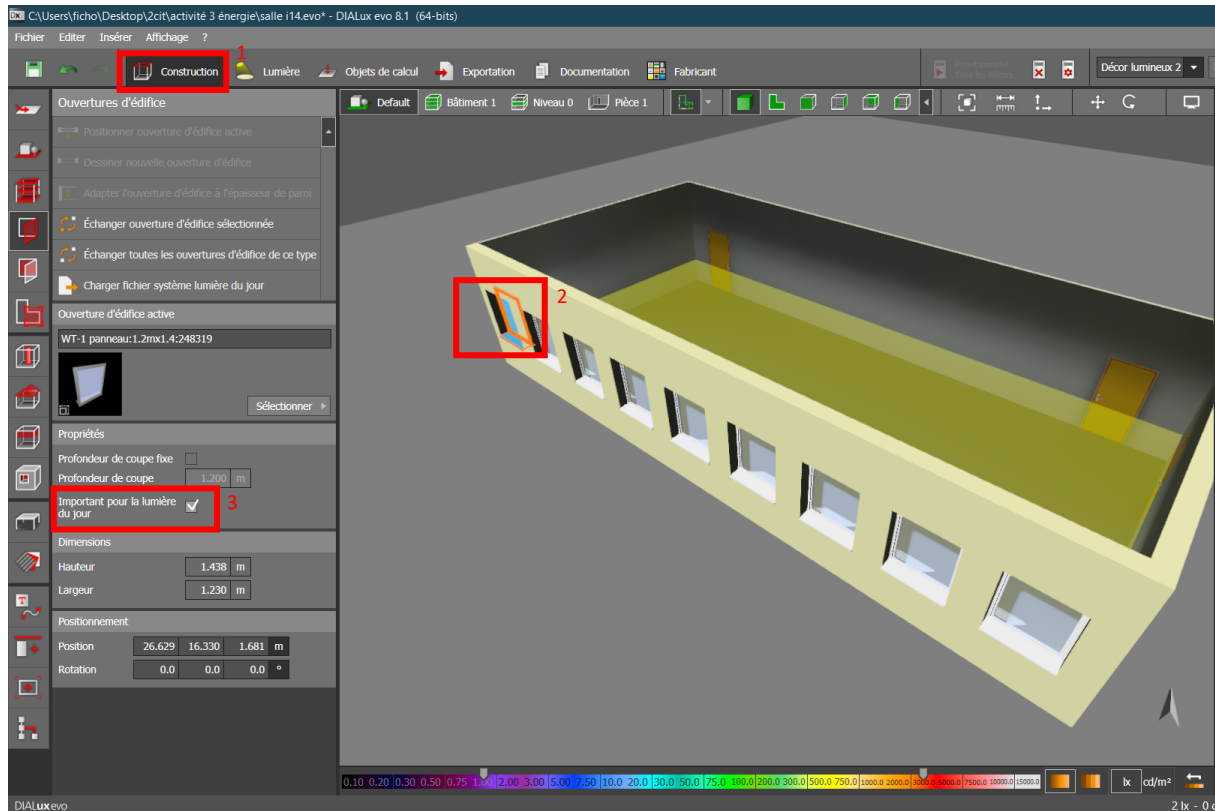 C:\Users\ficho\Desktop\2cit\activité 3 énergie\salle i14.evo* - DIALux evo 8.1 (64-bits)
Fichier Editer Insérer Affichage ?
1
Construction Lumière Objets de calcul Exportation Documentation Fabricant
Projet complet
Tous les décors
Décor lumineux 2
Ouvertures d'édifice
Default Bâtiment 1 Niveau 0 Pièce 1
Positionner ouverture d'édifice active
Dessiner nouvelle ouverture d'édifice
Adapter l'ouverture d'édifice à l'épaisseur de paroi
Échanger ouverture d'édifice sélectionnée
Échanger toutes les ouvertures d'édifice de ce type
Charger fichier système lumière du jour
2
Ouverture d'édifice active
WT-1 panneau:1.2mx1.4:248319
Sélectionner
Propriétés
Profondeur de coupe fixe
Profondeur de coupe 1.200 m
Important pour la lumière
du jour
3
Dimensions
Hauteur 1.438 m
Largeur 1.230 m
Positionnement
Position 26.629 16.330 1.681 m
Rotation 0.0 0.0 0.0 °
0.10 0.20 0.30 0.50 0.75 1.00 2.00 3.00 5.00 7.50 10.0 20.0 30.0 50.0 75.0 100.0 200.0 300.0 500.0 750.0 1000.0 2000.0 3000.0 5000.0 7500.0 10000.0 15000.0
lx cd/m²
DIALux evo
2 lx - 0